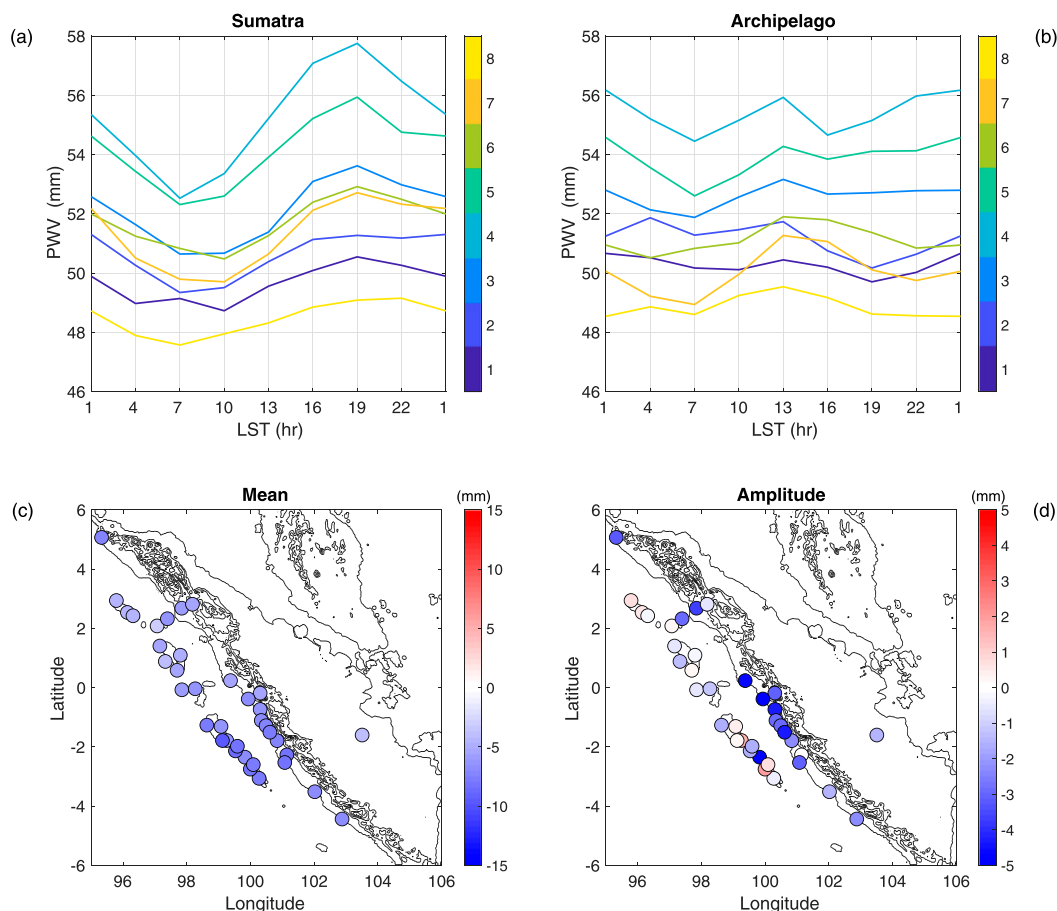 (a)
Sumatra
58
56
54
52
50
48
46
PWV (mm)
1 4 7 10 13 16 19 22 1
LST (hr)
8
7
6
5
4
3
2
1
Archipelago
(b)
58
56
54
52
50
48
46
PWV (mm)
1 4 7 10 13 16 19 22 1
LST (hr)
8
7
6
5
4
3
2
1
(c)
Mean
(mm)
6
4
2
0
-2
-4
-6
Latitude
96 98 100 102 104 106
Longitude
15
10
5
0
-5
-10
-15
Amplitude
(mm)
(d)
6
4
2
0
-2
-4
-6
Latitude
96 98 100 102 104 106
Longitude
5
4
3
2
1
0
-1
-2
-3
-4
-5